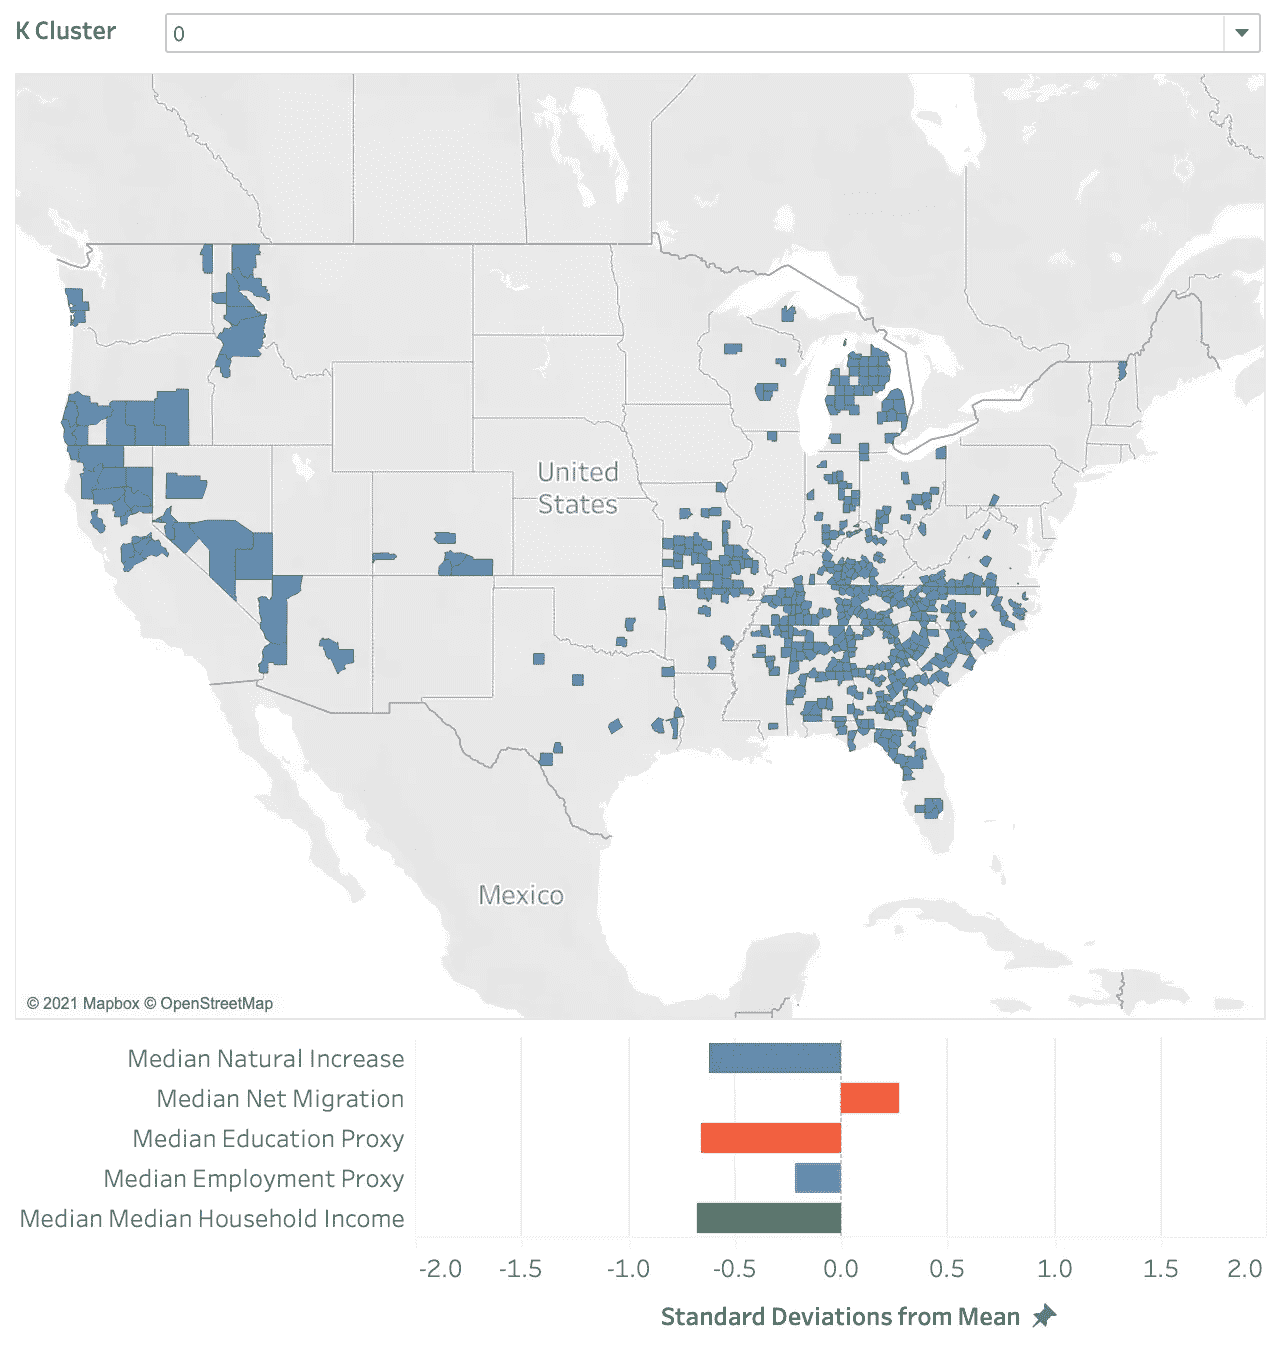 K Cluster
0
United
States
Mexico
© 2021 Mapbox © OpenStreetMap
Median Natural Increase
Median Net Migration
Median Education Proxy
Median Employment Proxy
Median Median Household Income
-2.0 -1.5 -1.0 -0.5 0.0 0.5 1.0 1.5 2.0
Standard Deviations from Mean